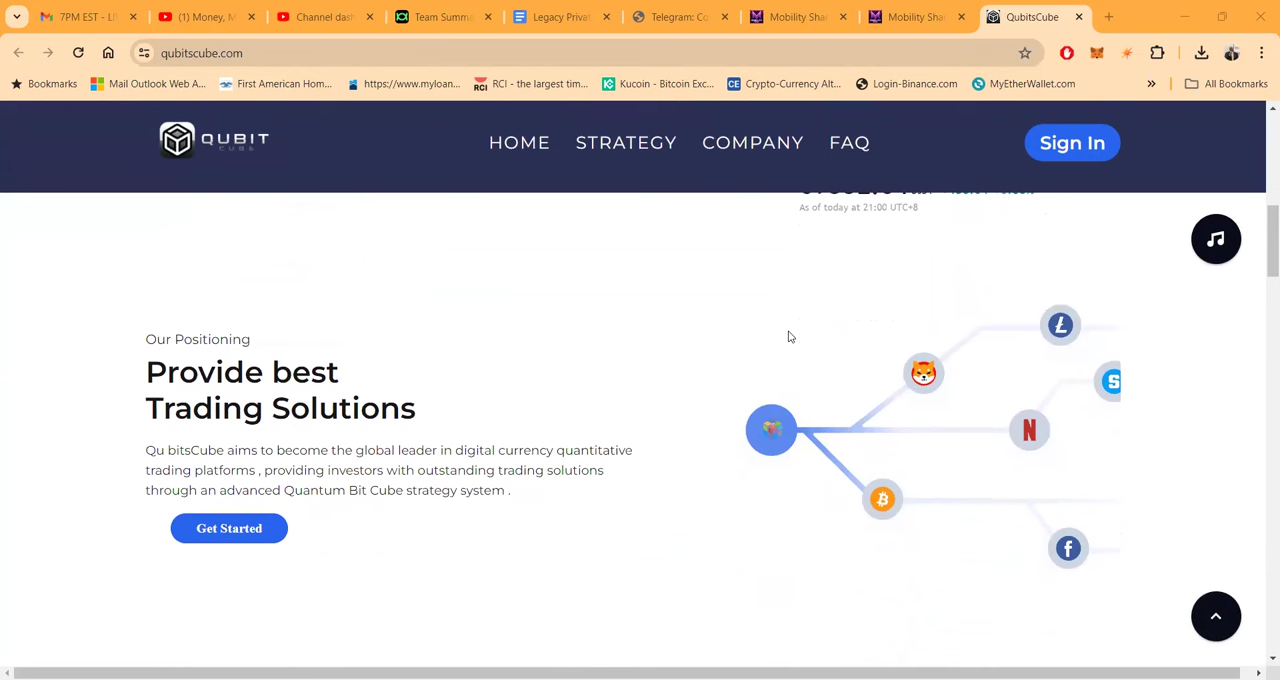 7PM EST - LI
(1) Money, M
Channel das
Team Summa
Legacy Privat
Telegram: Co
Mobility Sha
Mobility Sha
QubitsCube
qubitscube.com
Bookmarks
Mail Outlook Web A...
First American Hom...
https://www.myloan...
RCI
RCI - the largest tim...
Kucoin - Bitcoin Exc...
CE
Crypto-Currency Alt...
Login-Binance.com
MyEtherWallet.com
All Bookmarks
QUBIT
CUBE
HOME
STRATEGY
COMPANY
FAQ
Sign In
As of today at 21:00 UTC+8
Our Positioning
Provide best
Trading Solutions
Qu bitsCube aims to become the global leader in digital currency quantitative
trading platforms , providing investors with outstanding trading solutions
through an advanced Quantum Bit Cube strategy system .
Get Started